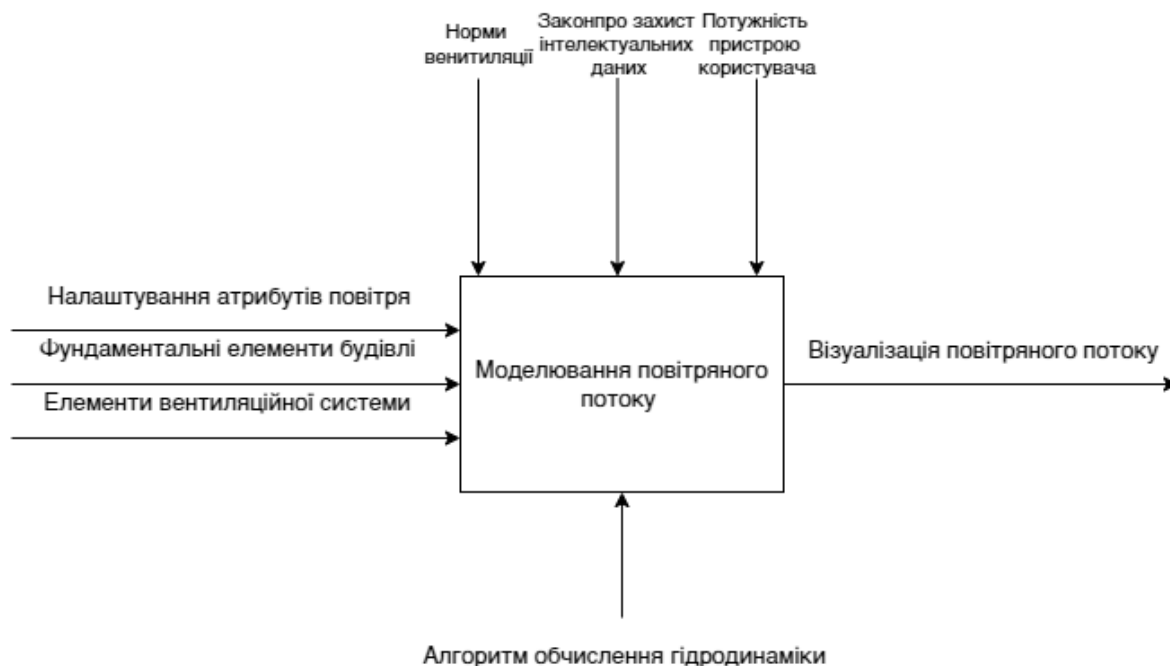 Норми
венитиляції
Законпро захист
інтелектуальних
даних
Потужність
пристрою
користувача
Налаштування атрибутів повітря
Фундаментальні елементи будівлі
Елементи вентиляційної системи
Моделювання повітряного
потоку
Візуалізація повітряного потоку
Алгоритм обчислення гідродинаміки